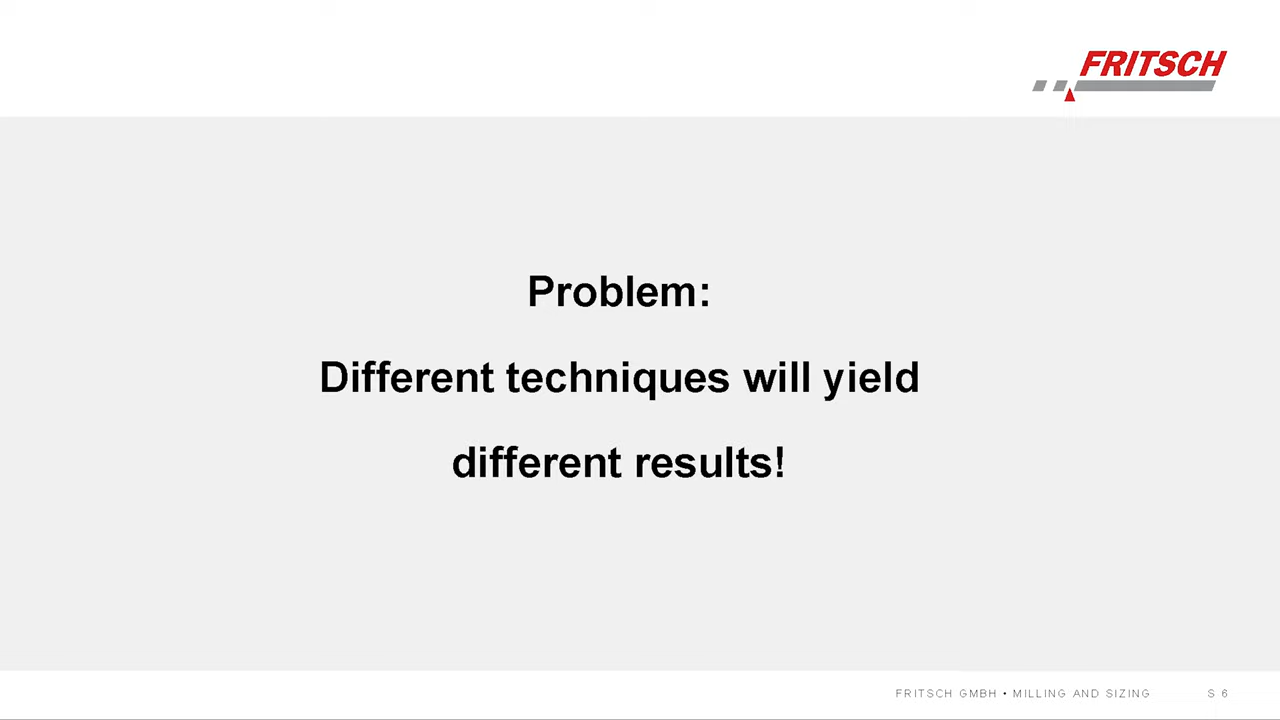 FRITSCH
Problem:
Different techniques will yield
different results!
FRITSCH GMBH • MILLING AND SIZING S 6